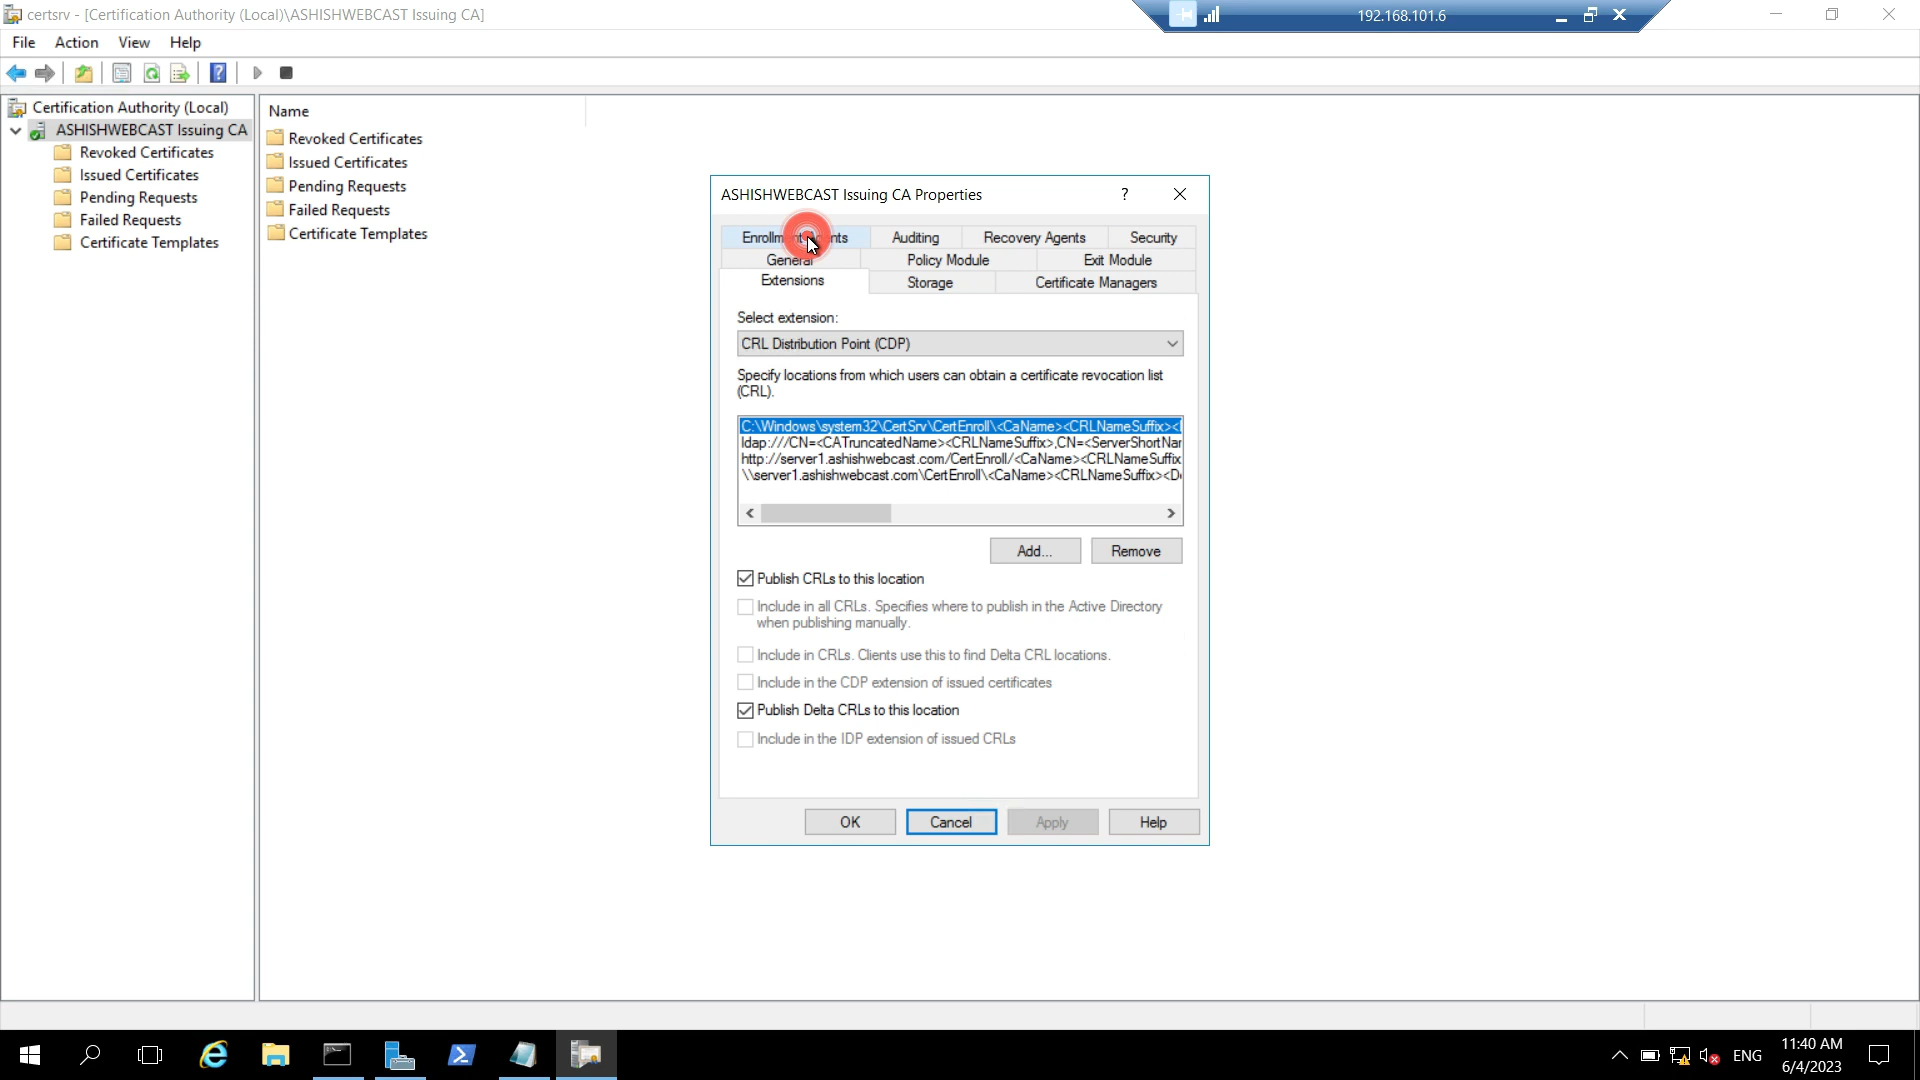 certsrv - [Certification Authority (Local)\ASHISHWEBCAST Issuing CA]
192.168.101.6
File Action View Help
Certification Authority (Local)
ASHISHWEBCAST Issuing CA
Revoked Certificates
Issued Certificates
Pending Requests
Failed Requests
Certificate Templates
Name
Revoked Certificates
Issued Certificates
Pending Requests
Failed Requests
Certificate Templates
ASHISHWEBCAST Issuing CA Properties
Auditing Recovery Agents Security
General Policy Module Exit Module
Extensions Storage Certificate Managers
Select extension:
CRL Distribution Point (CDP)
Specify locations from which users can obtain a certificate revocation list
(CRL).
C:\Windows\system32\CertSrv\CertEnroll\<CaName><CRLNameSuffix><
ldap:///CN=<CATruncatedName><CRLNameSuffix>,CN=<ServerShortNar
http://server1.ashishwebcast.com/CertEnroll/<CaName><CRLNameSuffix
\\server1.ashishwebcast.com\CertEnroll\<CaName><CRLNameSuffix><D
Add... Remove
Publish CRLs to this location
Include in all CRLs. Specifies where to publish in the Active Directory
when publishing manually.
Include in CRLs. Clients use this to find Delta CRL locations.
Include in the CDP extension of issued certificates
Publish Delta CRLs to this location
Include in the IDP extension of issued CRLs
OK Cancel Apply Help
ENG
11:40 AM
6/4/2023